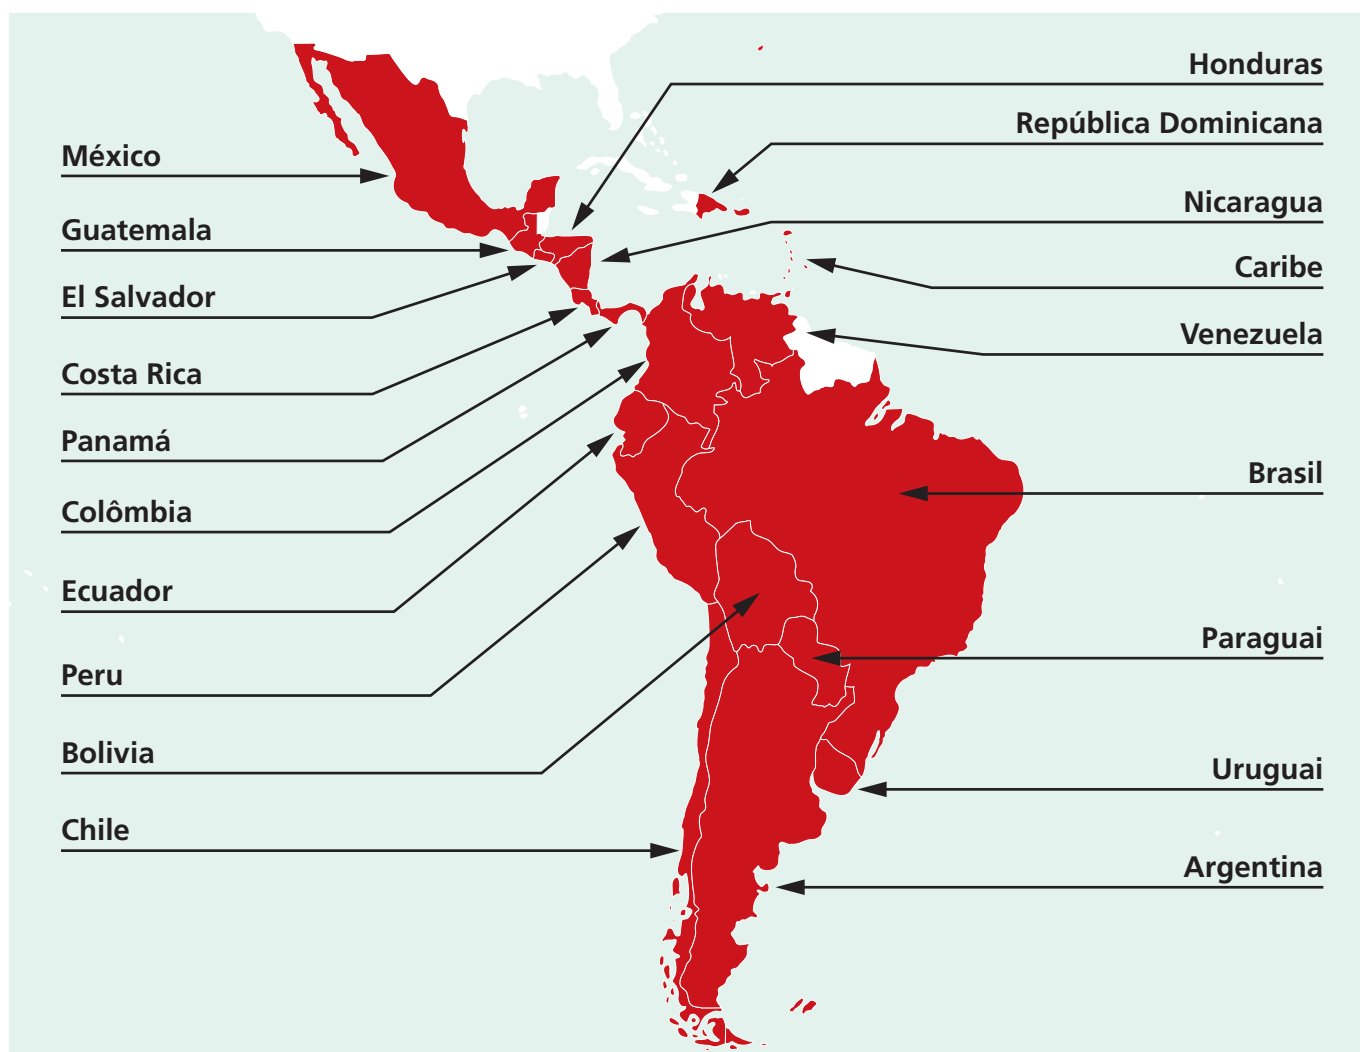 México
Guatemala
El Salvador
Costa Rica
Panamá
Colômbia
Ecuador
Peru
Bolivia
Chile
Honduras
República Dominicana
Nicaragua
Caribe
Venezuela
Brasil
Paraguai
Uruguai
Argentina